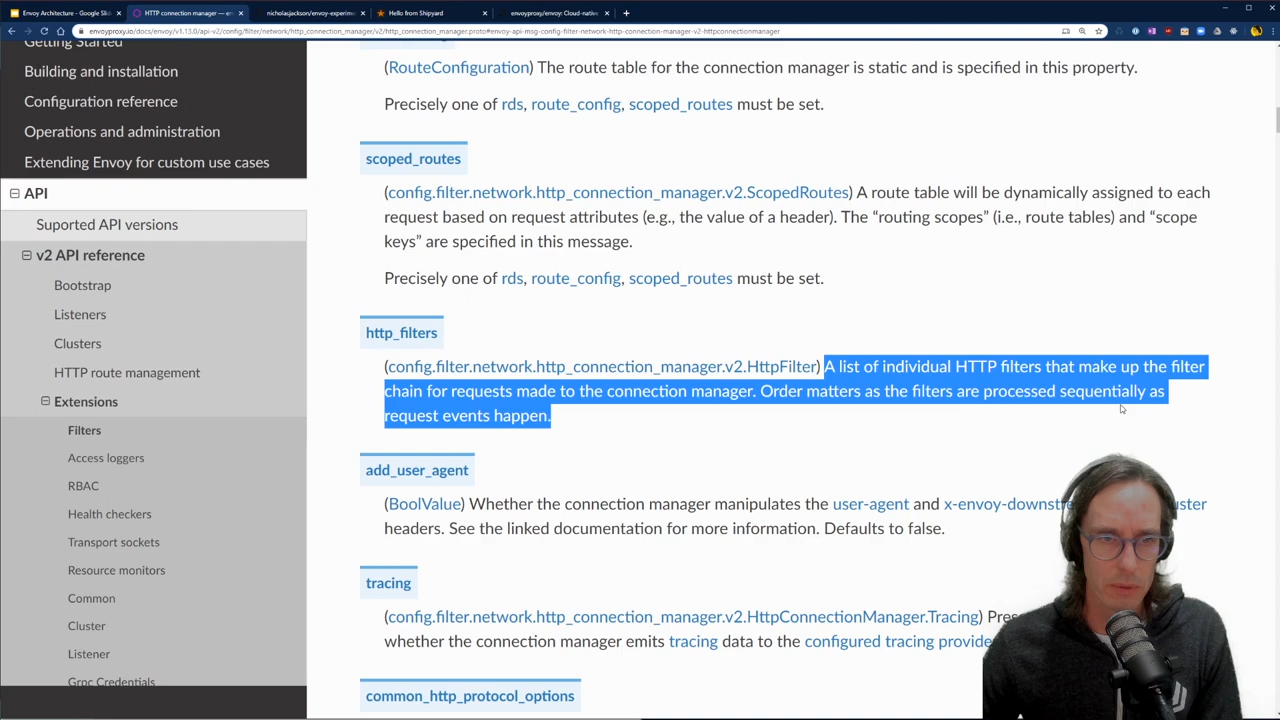 Envoy Architecture - Google Slid
HTTP connection manager — en
nicholasjackson/envoy-experim
Hello from Shipyard
envoyproxy/envoy: Cloud-native
envoyproxy.io/docs/envoy/v1.13.0/api-v2/config/filter/network/http_connection_manager/v2/http_connection_manager.proto#envoy-api-msg-config-filter-network-http-connection-manager-v2-httpconnectionmanager
Getting Started
Building and installation
Configuration reference
Operations and administration
Extending Envoy for custom use cases
API
Suported API versions
v2 API reference
Bootstrap
Listeners
Clusters
HTTP route management
Extensions
Filters
Access loggers
RBAC
Health checkers
Transport sockets
Resource monitors
Common
Cluster
Listener
Grpc Credentials
(RouteConfiguration) The route table for the connection manager is static and is specified in this property.
Precisely one of rds, route_config, scoped_routes must be set.
scoped_routes
(config.filter.network.http_connection_manager.v2.ScopedRoutes) A route table will be dynamically assigned to each
request based on request attributes (e.g., the value of a header). The “routing scopes” (i.e., route tables) and “scope
keys” are specified in this message.
Precisely one of rds, route_config, scoped_routes must be set.
http_filters
(config.filter.network.http_connection_manager.v2.HttpFilter) A list of individual HTTP filters that make up the filter
chain for requests made to the connection manager. Order matters as the filters are processed sequentially as
request events happen.
add_user_agent
(BoolValue) Whether the connection manager manipulates the user-agent and x-envoy-downst uster
headers. See the linked documentation for more information. Defaults to false.
tracing
(config.filter.network.http_connection_manager.v2.HttpConnectionManager.Tracing) Pres
whether the connection manager emits tracing data to the configured tracing provide
common_http_protocol_options